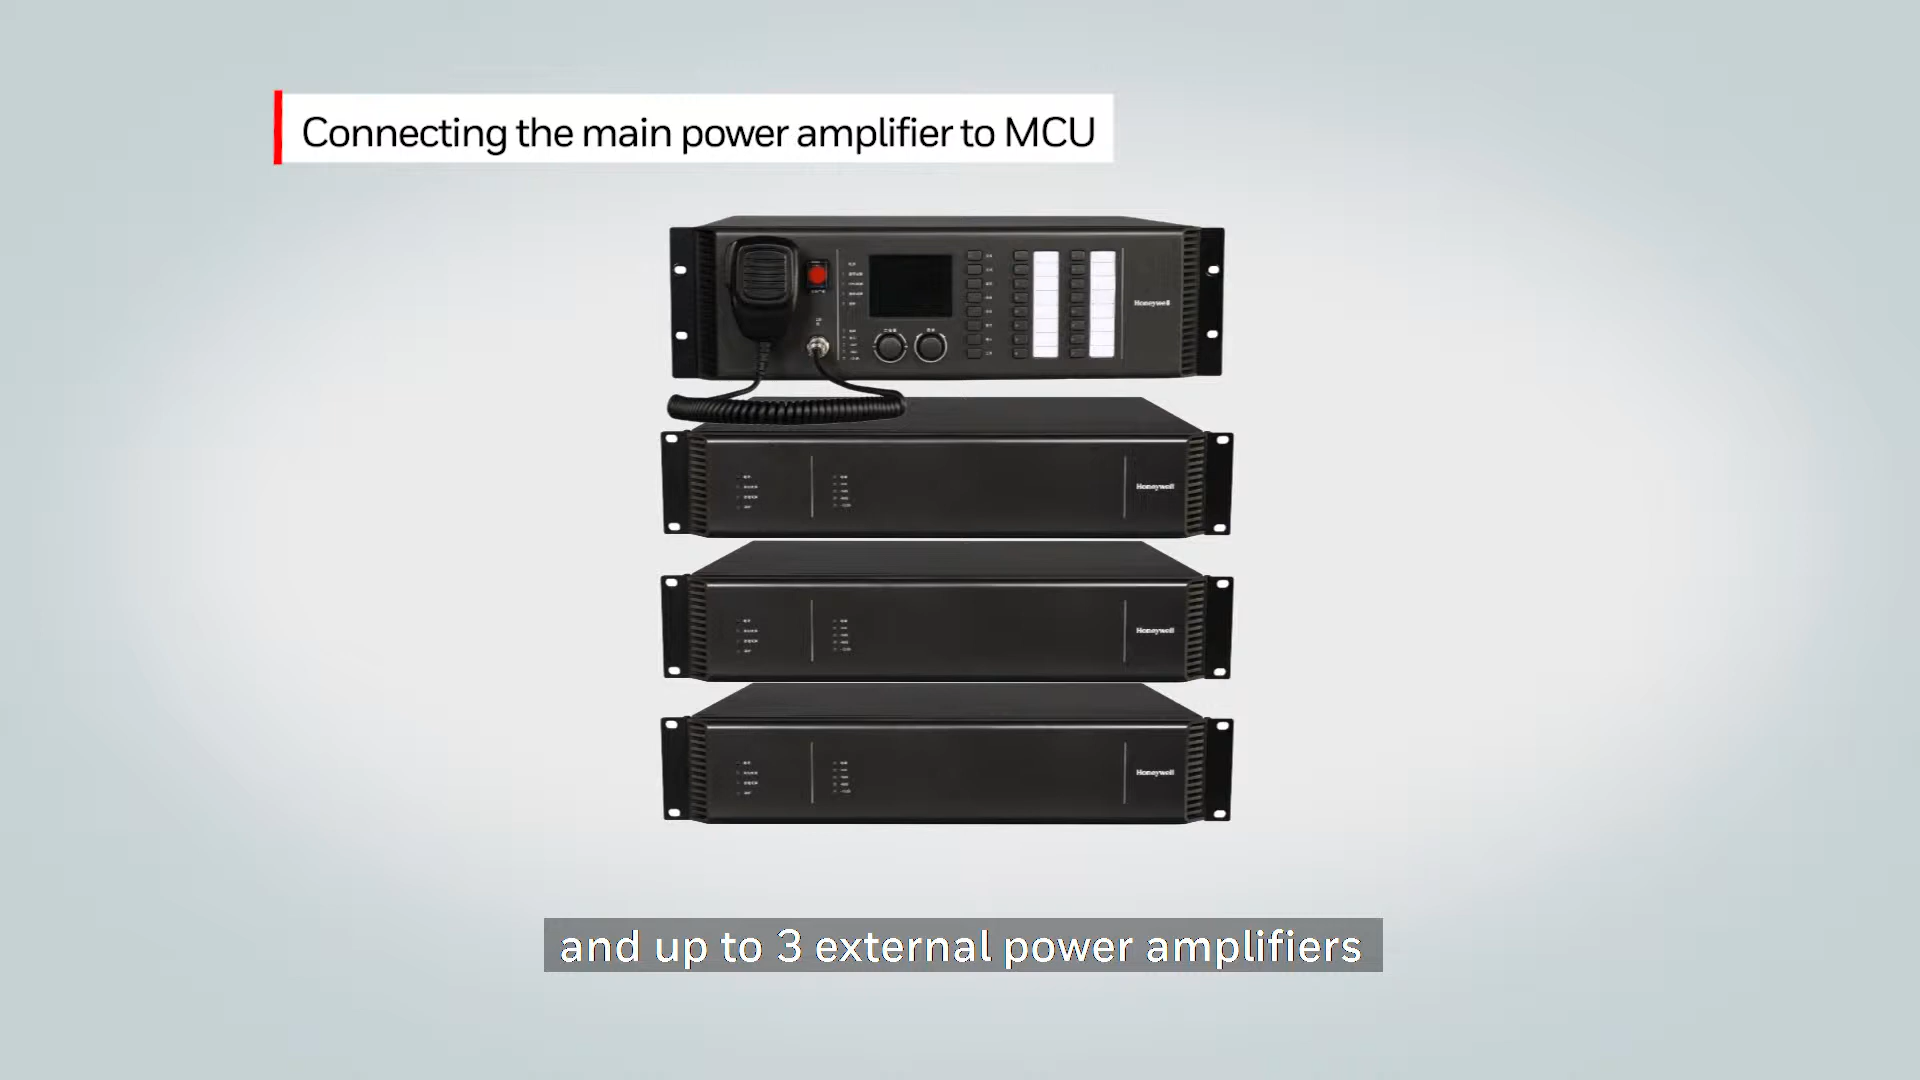 Connecting the main power amplifier to MCU
Honeywell
Honeywell
Honeywell
Honeywell
and up to 3 external power amplifiers